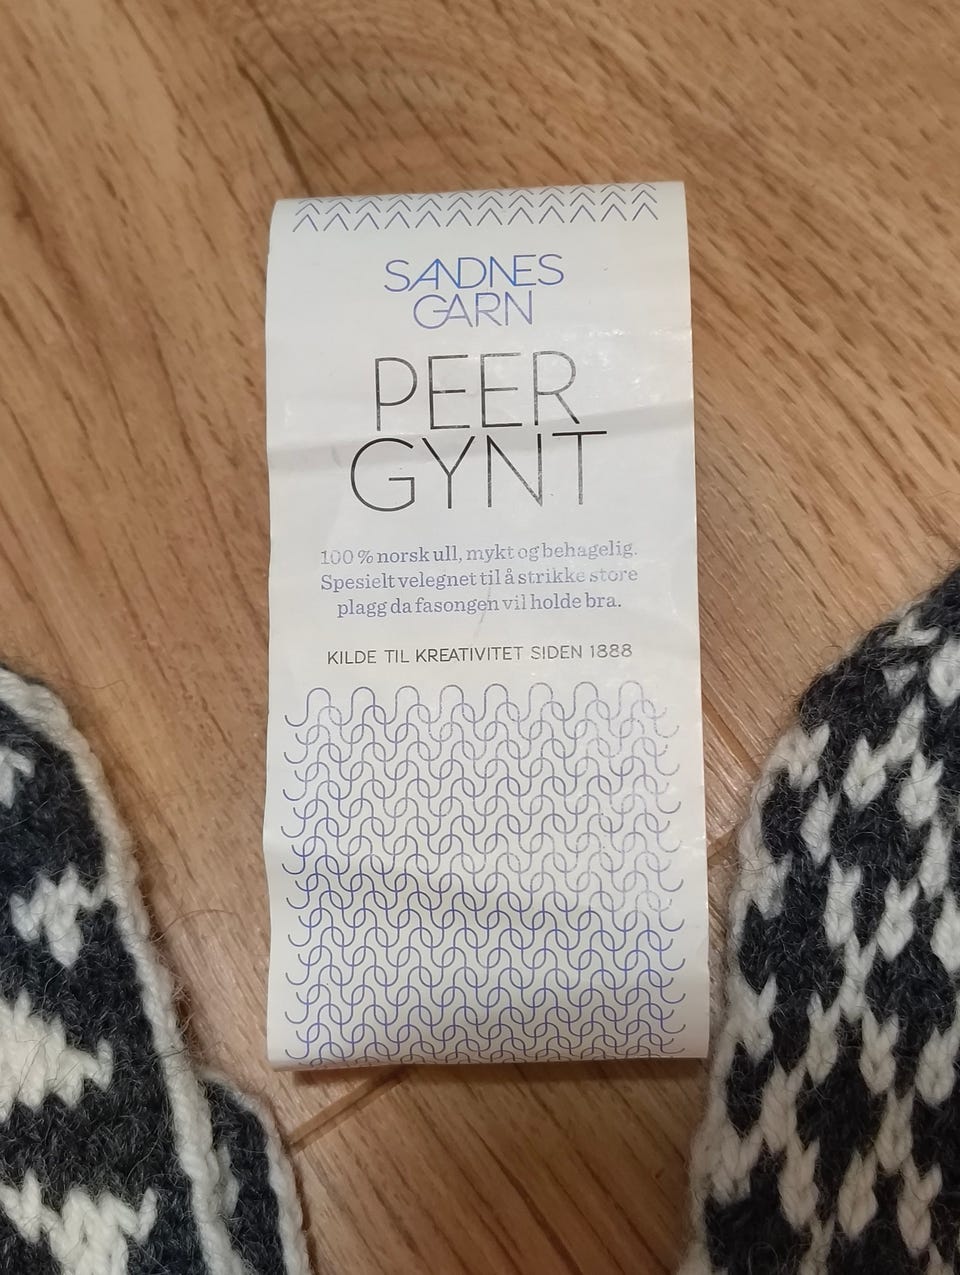 SANDNES
GARN
PEER
GYNT
100 % norsk ull, mykt og behagelig.
Spesielt velegnet til å strikke store
plagg da fasongen vil holde bra.
KILDE TIL KREATIVITET SIDEN 1888